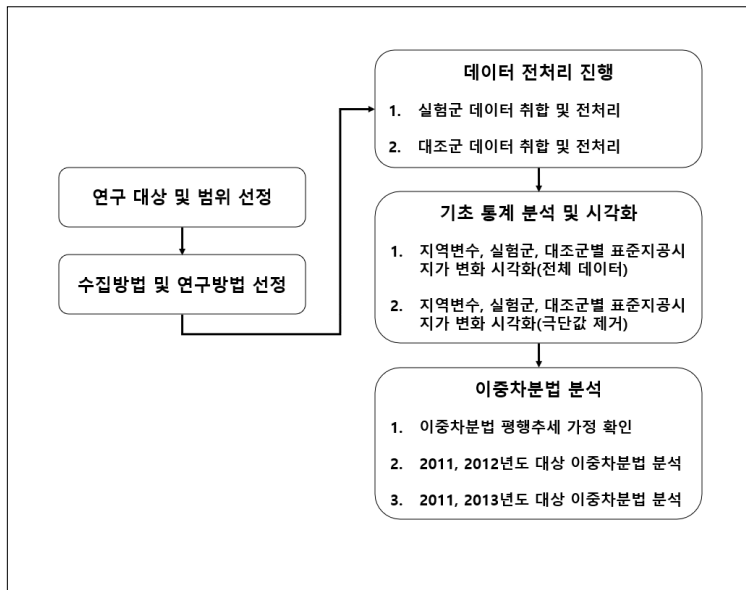 연구 대상 및 범위 선정
수집방법 및 연구방법 선정
데이터 전처리 진행
1. 실험군 데이터 취합 및 전처리
2. 대조군 데이터 취합 및 전처리
기초 통계 분석 및 시각화
1. 지역변수, 실험군, 대조군별 표준지공시
지가 변화 시각화(전체 데이터)
2. 지역변수, 실험군, 대조군별 표준지공시
지가 변화 시각화(극단값 제거)
이중차분법 분석
1. 이중차분법 평행추세 가정 확인
2. 2011, 2012년도 대상 이중차분법 분석
3. 2011, 2013년도 대상 이중차분법 분석